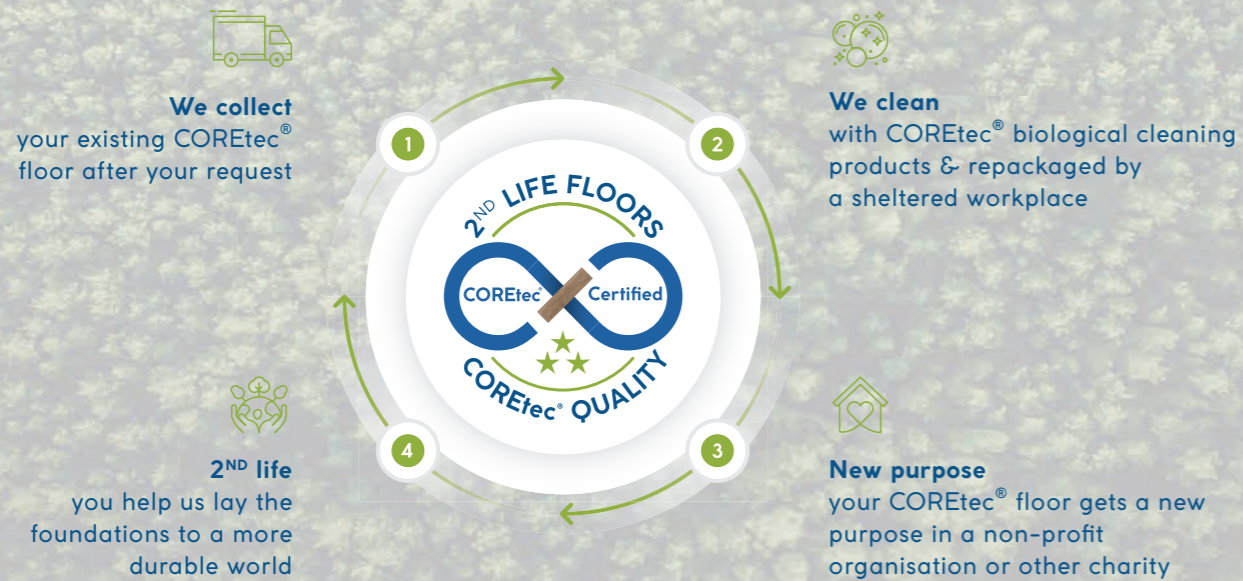 We collect
your existing COREtec®
floor after your request
1
2
We clean
with COREtec® biological cleaning
products & repackaged by
a sheltered workplace
2ND LIFE FLOORS
COREtec®
Certified
COREtec® QUALITY
4
3
2ND life
you help us lay the
foundations to a more
durable world
New purpose
your COREtec® floor gets a new
purpose in a non-profit
organisation or other charity